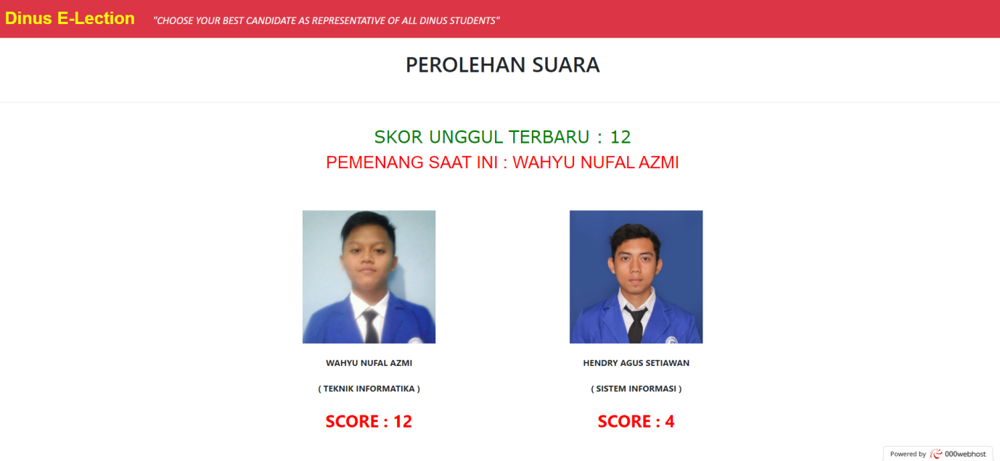 Dinus E-Lection "CHOOSE YOUR BEST CANDIDATE AS REPRESENTATIVE OF ALL DINUS STUDENTS"
PEROLEHAN SUARA
SKOR UNGGUL TERBARU : 12
PEMENANG SAAT INI : WAHYU NUFAL AZMI
WAHYU NUFAL AZMI
( TEKNIK INFORMATIKA )
SCORE : 12
HENDRY AGUS SETIAWAN
( SISTEM INFORMASI )
SCORE : 4
Powered by 000webhost